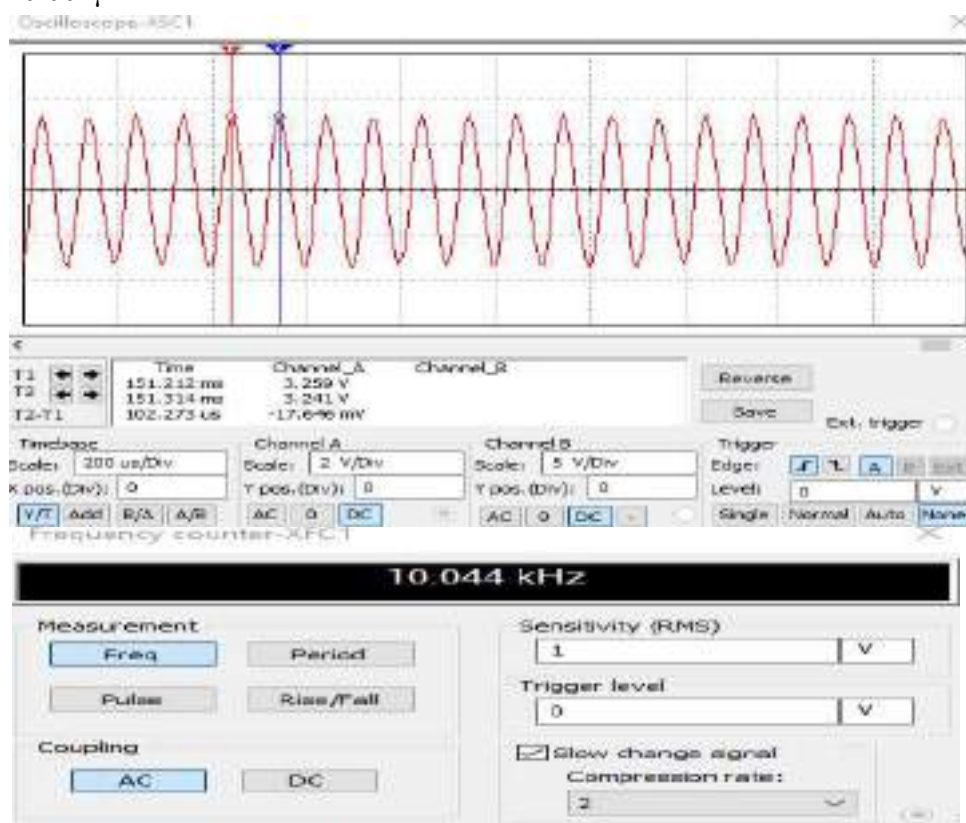 Oscilloscope-XSC1
Time Channel_A Channel_B
T1 151.212 ms 3.259 V
T2 151.314 ms 3.241 V
T2-T1 102.273 us -17.646 mV
Reverse
Save
Ext. trigger
Timebase
Scale: 200 us/Div
X pos.(Div): 0
Y/T Add B/A A/B
Channel A
Scale: 2 V/Div
Y pos.(Div): 0
AC 0 DC
Channel B
Scale: 5 V/Div
Y pos.(Div): 0
AC 0 DC -
Trigger
Edge: A B Ext
Level: 0 V
Single Normal Auto None
Frequency counter-XFC1
10.044 kHz
Measurement
Freq Period
Pulse Rise/Fall
Coupling
AC DC
Sensitivity (RMS)
1 V
Trigger level
0 V
Slow change signal
Compression rate:
2